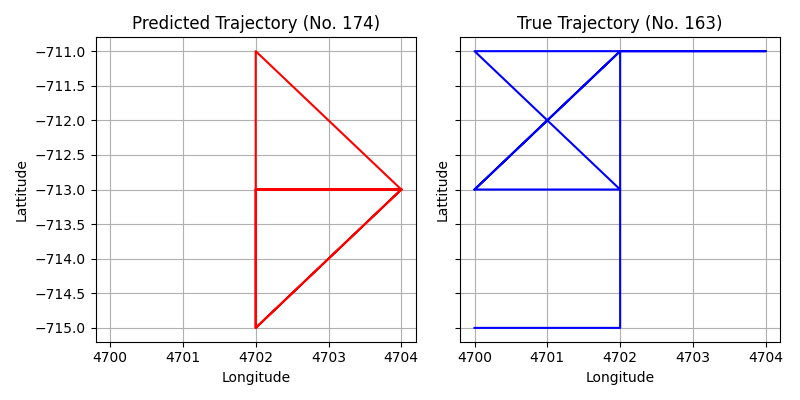 Predicted Trajectory (No. 174)
True Trajectory (No. 163)
−711.0
−711.5
−712.0
−712.5
−713.0
−713.5
−714.0
−714.5
−715.0
Lattitude
Lattitude
4700 4701 4702 4703 4704
4700 4701 4702 4703 4704
Longitude
Longitude